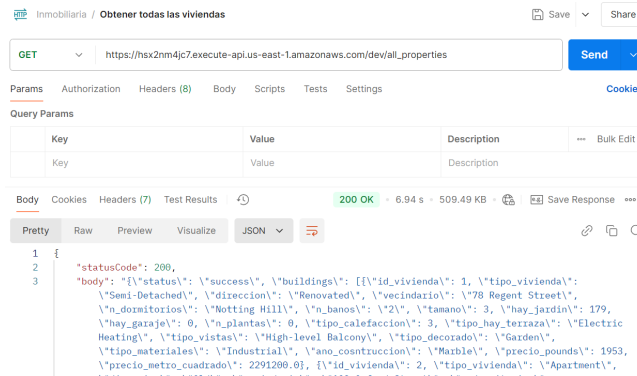 HTTP Inmobiliaria / Obtener todas las viviendas Save Share
GET https://hsx2nm4jc7.execute-api.us-east-1.amazonaws.com/dev/all_properties Send
Params Authorization Headers (8) Body Scripts Tests Settings Cookie
Query Params
Key Value Description Bulk Edit
Key Value Description
Body Cookies Headers (7) Test Results 200 OK 6.94 s 509.49 KB Save Response
Pretty Raw Preview Visualize JSON
1 {
2 "statusCode": 200,
3 "body": "{\"status\": \"success\", \"buildings\": [[{\"id_vivienda\": 1, \"tipo_vivienda\":
\"Semi-Detached\", \"direccion\": \"Renovated\", \"vecindario\": \"78 Regent Street\",
\"n_dormitorios\": \"Notting Hill\", \"n_banos\": \"2\", \"tamano\": 3, \"hay_jardin\": 179,
\"hay_garaje\": 0, \"n_plantas\": 0, \"tipo_calefaccion\": 3, \"tipo_hay_terraza\": \"Electric
Heating\", \"tipo_vistas\": \"High-level Balcony\", \"tipo_decorado\": \"Garden\",
\"tipo_materiales\": \"Industrial\", \"ano_cosntruccion\": \"Marble\", \"precio_pounds\": 1953,
\"precio_metro_cuadrado\": 2291200.0}, {\"id_vivienda\": 2, \"tipo_vivienda\": \"Apartment\",